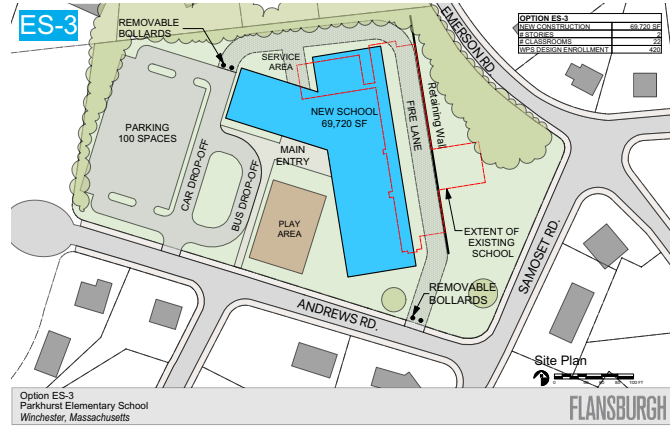 ES-3
REMOVABLE
BOLLARDS
SERVICE
AREA
EMERSON RD.
OPTION ES-3
NEW CONSTRUCTION 69,720 SF
# STORIES 2
# CLASSROOMS 22
WPS DESIGN ENROLLMENT 420
NEW SCHOOL
69,720 SF
PARKING
100 SPACES
FIRE LANE
Retaining Wall
MAIN
ENTRY
CAR DROP-OFF
BUS DROP-OFF
PLAY
AREA
EXTENT OF
EXISTING
SCHOOL
SAMOSET RD.
REMOVABLE
BOLLARDS
ANDREWS RD.
Site Plan
0 100 FT
Option ES-3
Parkhurst Elementary School
Winchester, Massachusetts
FLANSBURGH